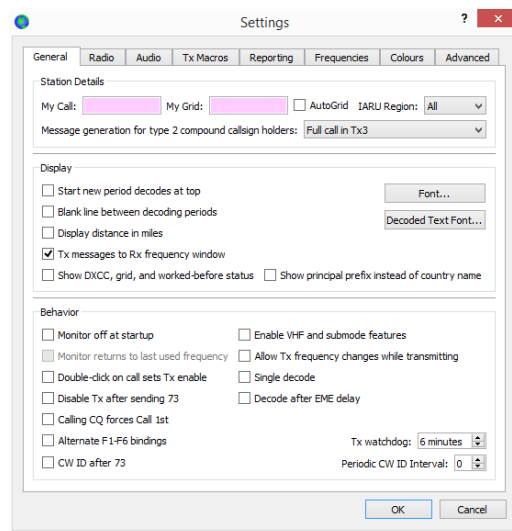 Settings
?
×
General Radio Audio Tx Macros Reporting Frequencies Colours Advanced
Station Details
My Call: My Grid: AutoGrid IARU Region: All
Message generation for type 2 compound callsign holders: Full call in Tx3
Display
Start new period decodes at top
Font...
Blank line between decoding periods
Decoded Text Font...
Display distance in miles
Tx messages to Rx frequency window
Show DXCC, grid, and worked-before status Show principal prefix instead of country name
Behavior
Monitor off at startup Enable VHF and submode features
Monitor returns to last used frequency Allow Tx frequency changes while transmitting
Double-click on call sets Tx enable Single decode
Disable Tx after sending 73 Decode after EME delay
Calling CQ forces Call 1st
Alternate F1-F6 bindings Tx watchdog: 6 minutes
CW ID after 73 Periodic CW ID Interval: 0
OK Cancel